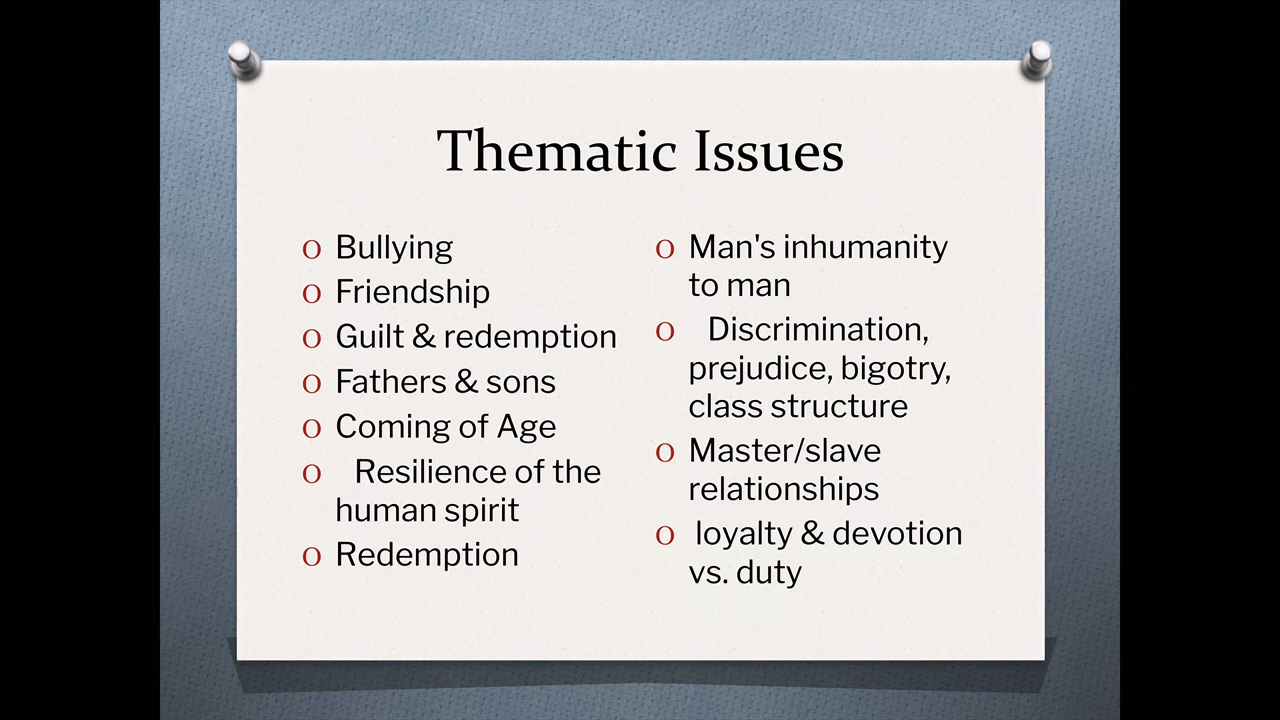 Thematic Issues
O Bullying
O Friendship
O Guilt & redemption
O Fathers & sons
O Coming of Age
O Resilience of the
human spirit
O Redemption
O Man's inhumanity
to man
O Discrimination,
prejudice, bigotry,
class structure
O Master/slave
relationships
O loyalty & devotion
vs. duty